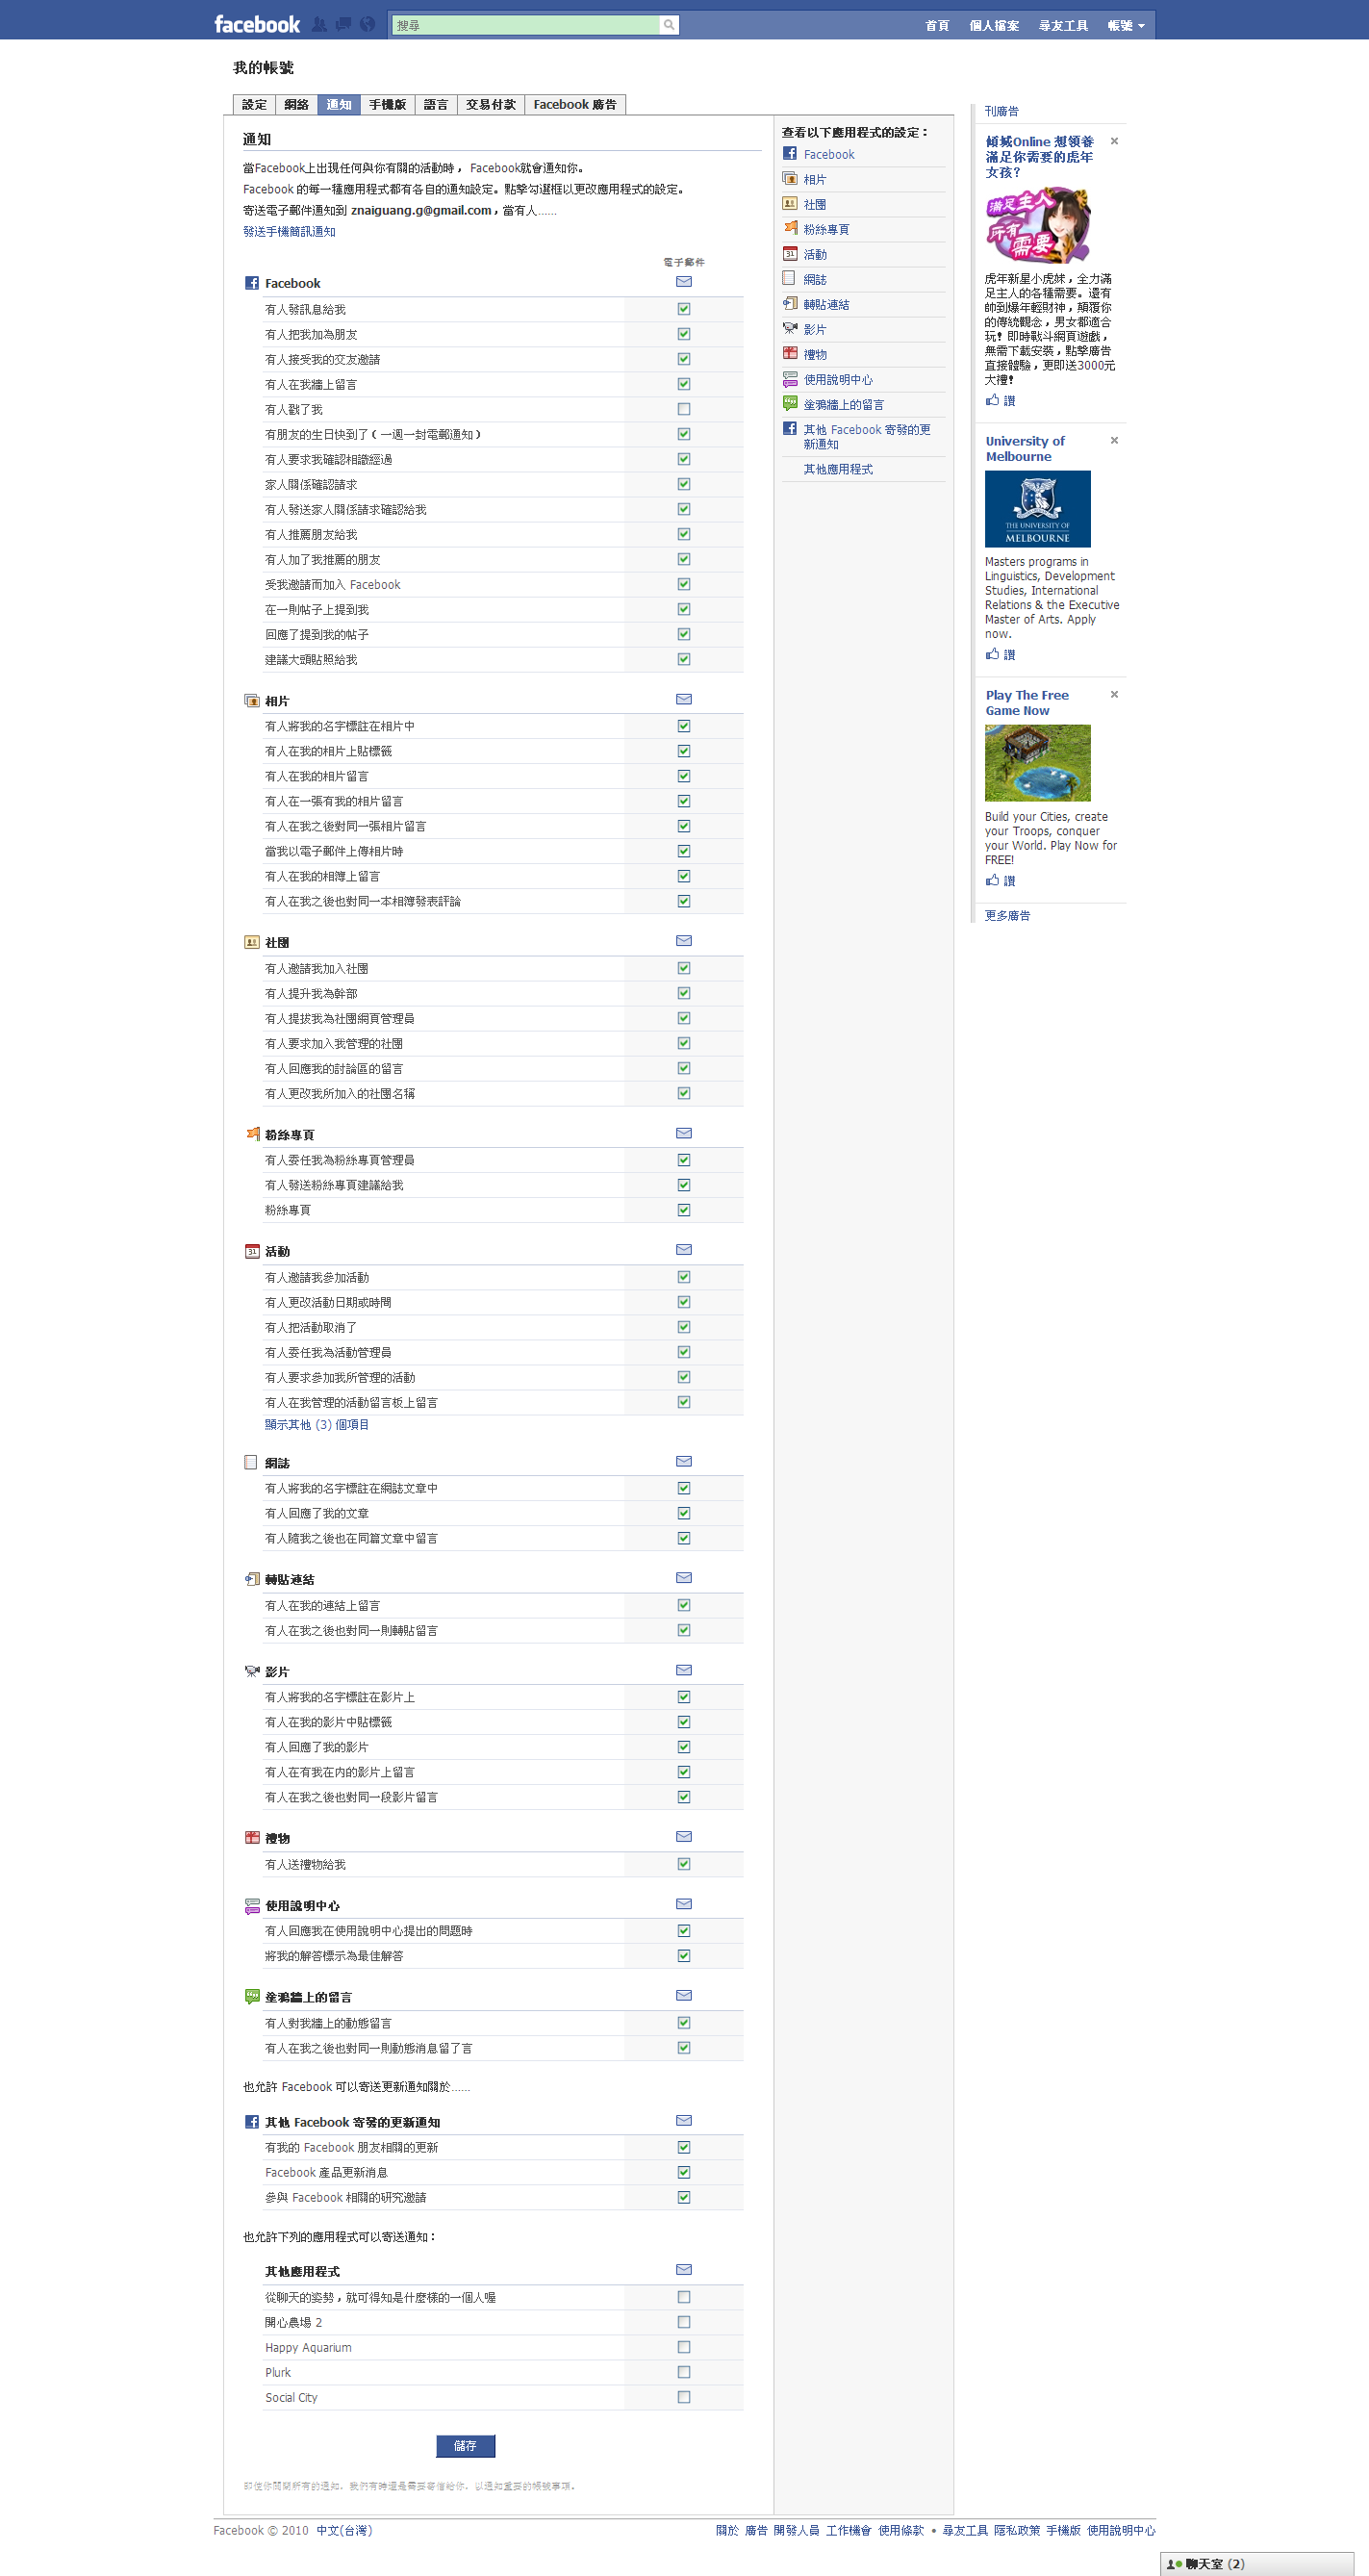 facebook
搜尋
首頁 個人檔案 尋友工具 帳號
我的帳號
設定 網絡 通知 手機版 語言 交易付款 Facebook 廣告
通知
當Facebook上出現任何與你有關的活動時， Facebook就會通知你。
Facebook 的每一種應用程式都有各自的通知設定。點擊勾選框以更改應用程式的設定。
寄送電子郵件通知到 znaiguang.g@gmail.com，當有人……
發送手機簡訊通知
電子郵件
Facebook
有人發訊息給我
有人把我加為朋友
有人接受我的交友邀請
有人在我牆上留言
有人戳了我
有朋友的生日快到了（一週一封電郵通知）
有人要求我確認相識經過
家人關係確認請求
有人發送家人關係請求確認給我
有人推薦朋友給我
有人加了我推薦的朋友
受我邀請而加入 Facebook
在一則帖子上提到我
回應了提到我的帖子
建議大頭貼照給我
相片
有人將我的名字標註在相片中
有人在我的相片上貼標籤
有人在我的相片留言
有人在一張有我的相片留言
有人在我之後對同一張相片留言
當我以電子郵件上傳相片時
有人在我的相簿上留言
有人在我之後也對同一本相簿發表評論
社團
有人邀請我加入社團
有人提升我為幹部
有人提拔我為社團網頁管理員
有人要求加入我管理的社團
有人回應我的討論區的留言
有人更改我所加入的社團名稱
粉絲專頁
有人委任我為粉絲專頁管理員
有人發送粉絲專頁建議給我
粉絲專頁
活動
有人邀請我參加活動
有人更改活動日期或時間
有人把活動取消了
有人委任我為活動管理員
有人要求參加我所管理的活動
有人在我管理的活動留言板上留言
顯示其他 (3) 個項目
網誌
有人將我的名字標註在網誌文章中
有人回應了我的文章
有人隨我之後也在同篇文章中留言
轉貼連結
有人在我的連結上留言
有人在我之後也對同一則轉貼留言
影片
有人將我的名字標註在影片上
有人在我的影片中貼標籤
有人回應了我的影片
有人在有我在內的影片上留言
有人在我之後也對同一段影片留言
禮物
有人送禮物給我
使用說明中心
有人回應我在使用說明中心提出的問題時
將我的解答標示為最佳解答
塗鴉牆上的留言
有人對我牆上的動態留言
有人在我之後也對同一則動態消息留了言
也允許 Facebook 可以寄送更新通知關於……
其他 Facebook 寄發的更新通知
有我的 Facebook 朋友相關的更新
Facebook 產品更新消息
參與 Facebook 相關的研究邀請
也允許下列的應用程式可以寄送通知：
其他應用程式
從聊天的姿勢，就可得知是什麼樣的一個人喔
開心農場 2
Happy Aquarium
Plurk
Social City
儲存
即使你關閉所有的通知，我們有時還是需要寄信給你，以通知重要的帳號事項。
查看以下應用程式的設定：
Facebook
相片
社團
粉絲專頁
活動
網誌
轉貼連結
影片
禮物
使用說明中心
塗鴉牆上的留言
其他 Facebook 寄發的更
新通知
其他應用程式
刊廣告
傾城Online 想領養
滿足你需要的虎年
女孩?
滿足主人
所有
需要
虎年新星小虎妹，全力滿
足主人的各種需要。還有
帥到爆年輕財神，顛覆你
的傳統觀念，男女都適合
玩! 即時戰斗網頁遊戲，
無需下載安裝，點擊廣告
直接體驗，更即送3000元
大禮!
讚
University of
Melbourne
THE UNIVERSITY OF
MELBOURNE
Masters programs in
Linguistics, Development
Studies, International
Relations & the Executive
Master of Arts. Apply
now.
讚
Play The Free
Game Now
Build your Cities, create
your Troops, conquer
your World. Play Now for
FREE!
讚
更多廣告
Facebook © 2010 中文(台灣)
關於 廣告 開發人員 工作機會 使用條款 • 尋友工具 隱私政策 手機版 使用說明中心
聊天室 (2)